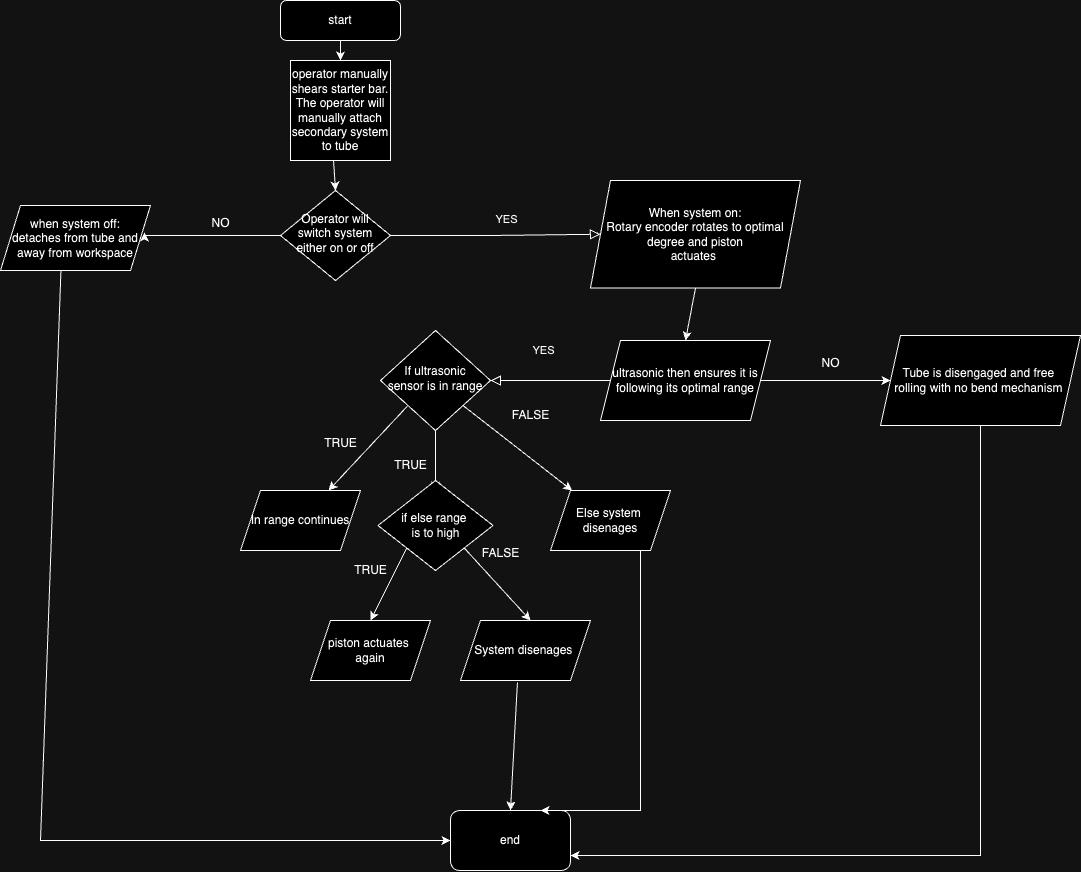 start
operator manually
shears starter bar.
The operator will
manually attach
secondary system
to tube
Operator will
switch system
either on or off
NO
YES
when system off:
detaches from tube and
away from workspace
When system on:
Rotary encoder rotates to optimal
degree and piston
actuates
ultrasonic then ensures it is
following its optimal range
YES
NO
If ultrasonic
sensor is in range
Tube is disengaged and free
rolling with no bend mechanism
TRUE
TRUE
FALSE
In range continues
if else range
is to high
Else system
disenages
TRUE
FALSE
piston actuates
again
System disenages
end